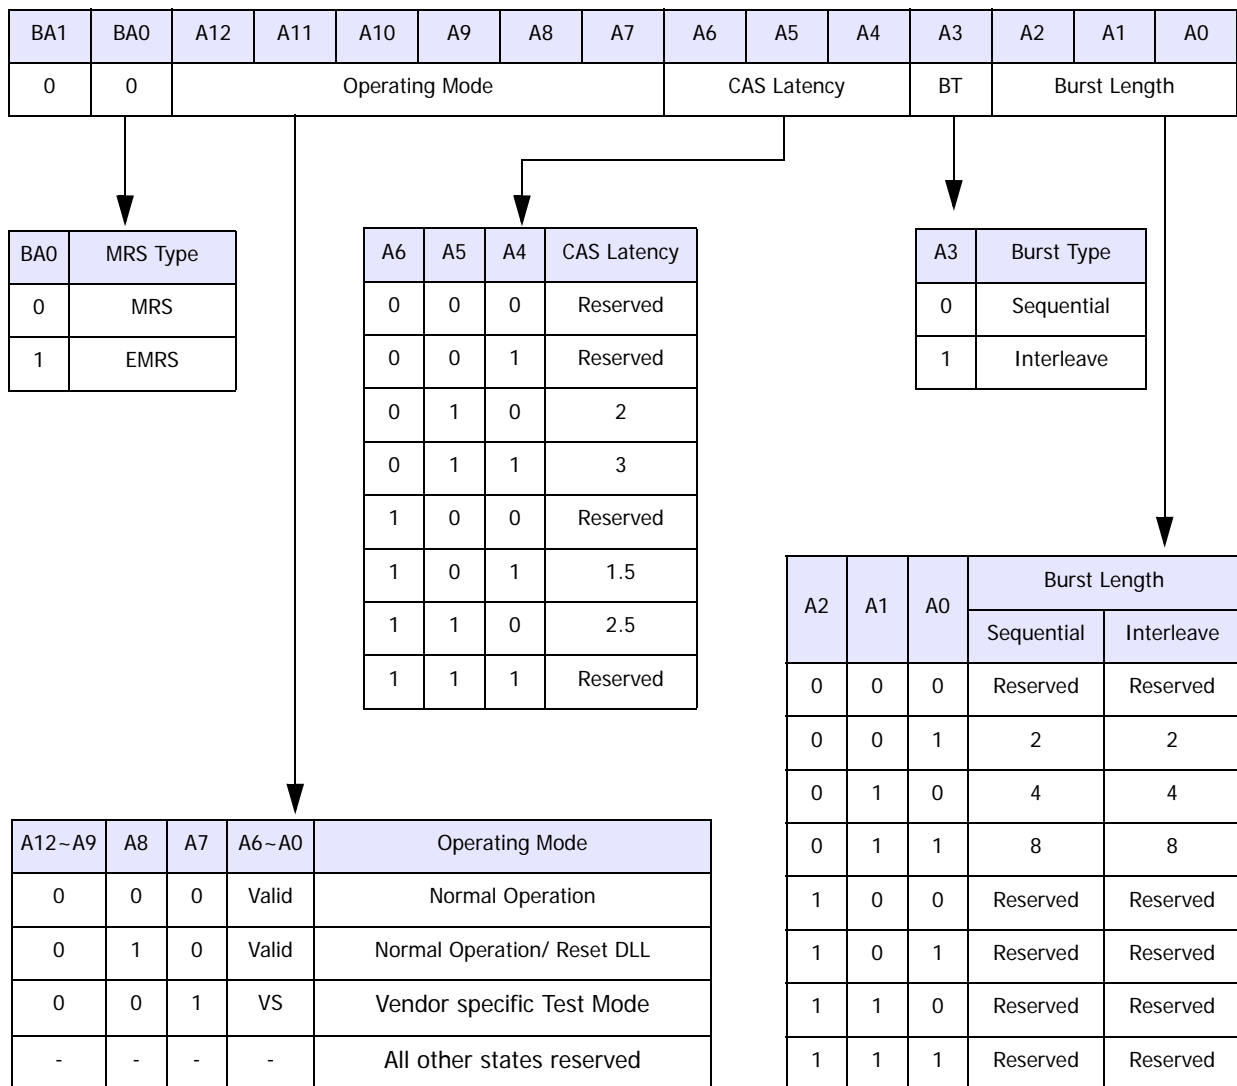 BA1 BA0 A12 A11 A10 A9 A8 A7 A6 A5 A4 A3 A2 A1 A0
0 0 Operating Mode CAS Latency BT Burst Length
BA0 MRS Type
0 MRS
1 EMRS
A6 A5 A4 CAS Latency
0 0 0 Reserved
0 0 1 Reserved
0 1 0 2
0 1 1 3
1 0 0 Reserved
1 0 1 1.5
1 1 0 2.5
1 1 1 Reserved
A3 Burst Type
0 Sequential
1 Interleave
A2 A1 A0 Burst Length
Sequential Interleave
0 0 0 Reserved Reserved
0 0 1 2 2
0 1 0 4 4
0 1 1 8 8
1 0 0 Reserved Reserved
1 0 1 Reserved Reserved
1 1 0 Reserved Reserved
1 1 1 Reserved Reserved
A12~A9 A8 A7 A6~A0 Operating Mode
0 0 0 Valid Normal Operation
0 1 0 Valid Normal Operation/ Reset DLL
0 0 1 VS Vendor specific Test Mode
- - - - All other states reserved